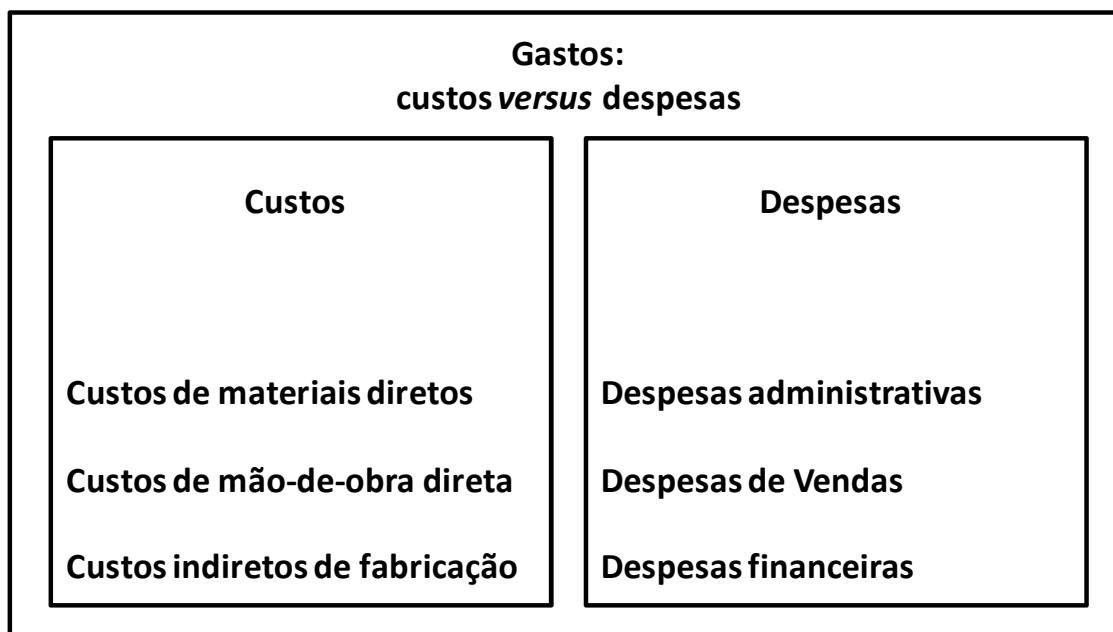 Gastos:
custos versus despesas
Custos
Custos de materiais diretos
Custos de mão-de-obra direta
Custos indiretos de fabricação
Despesas
Despesas administrativas
Despesas de Vendas
Despesas financeiras